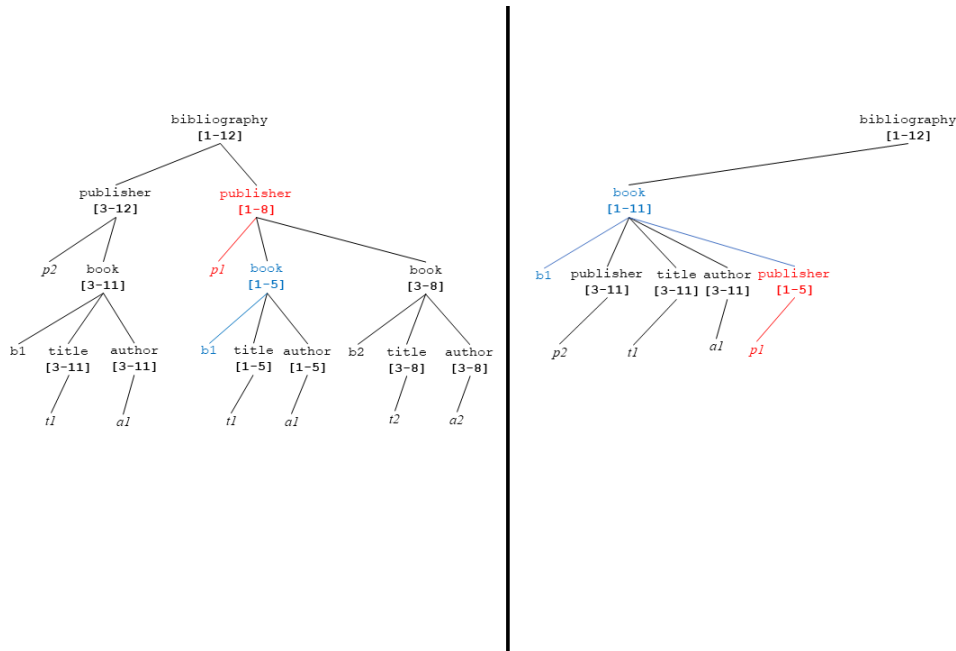 bibliography
[1-12]
publisher
[3-12]
publisher
[1-8]
p2
book
[3-11]
p1
book
[1-5]
book
[3-8]
b1
title
[3-11]
author
[3-11]
b1
title
[1-5]
author
[1-5]
b2
title
[3-8]
author
[3-8]
t1
a1
t1
a1
t2
a2
bibliography
[1-12]
book
[1-11]
b1
publisher
[3-11]
title
[3-11]
author
[3-11]
publisher
[1-5]
p2
t1
a1
p1